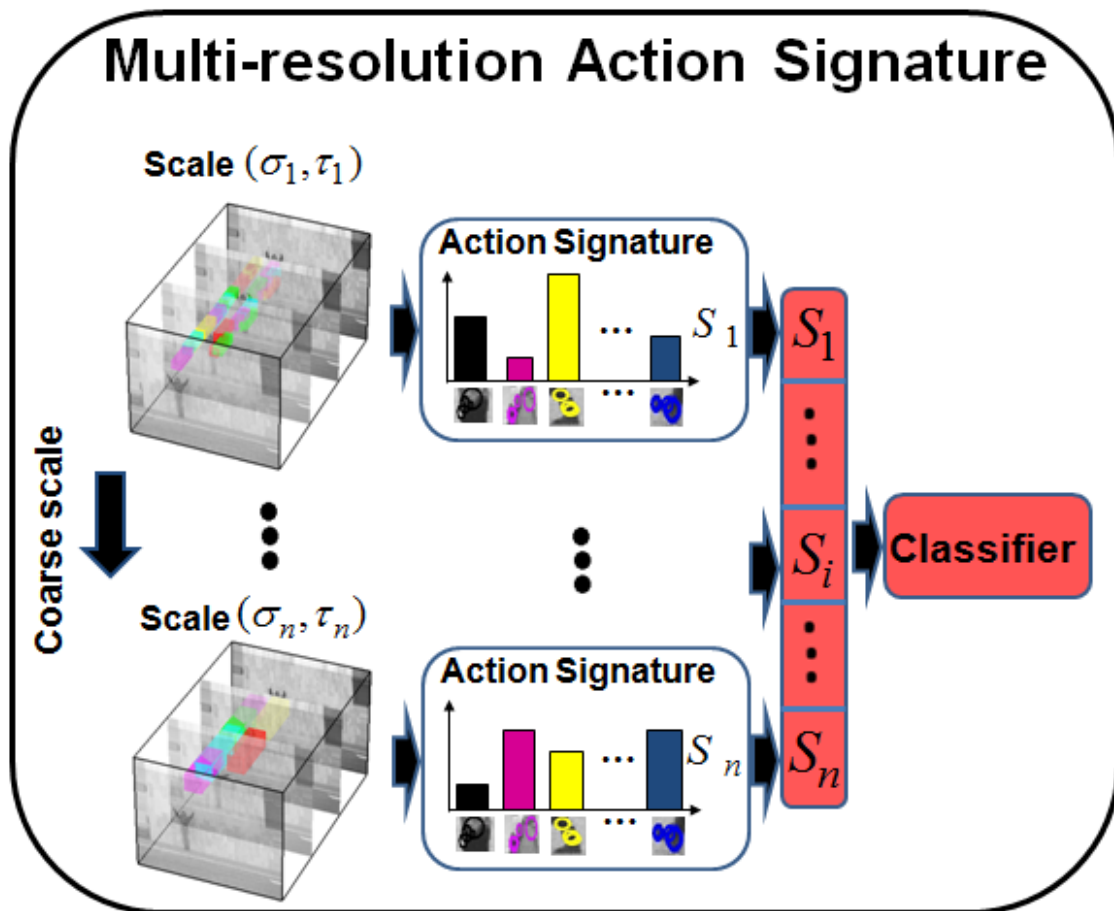 Multi-resolution Action Signature
Scale (σ₁, τ₁)
Action Signature
...
S ₁
...
Coarse scale
Scale (σₙ, τₙ)
Action Signature
...
S ₙ
...
S₁
⋮
Sᵢ
⋮
Sₙ
Classifier